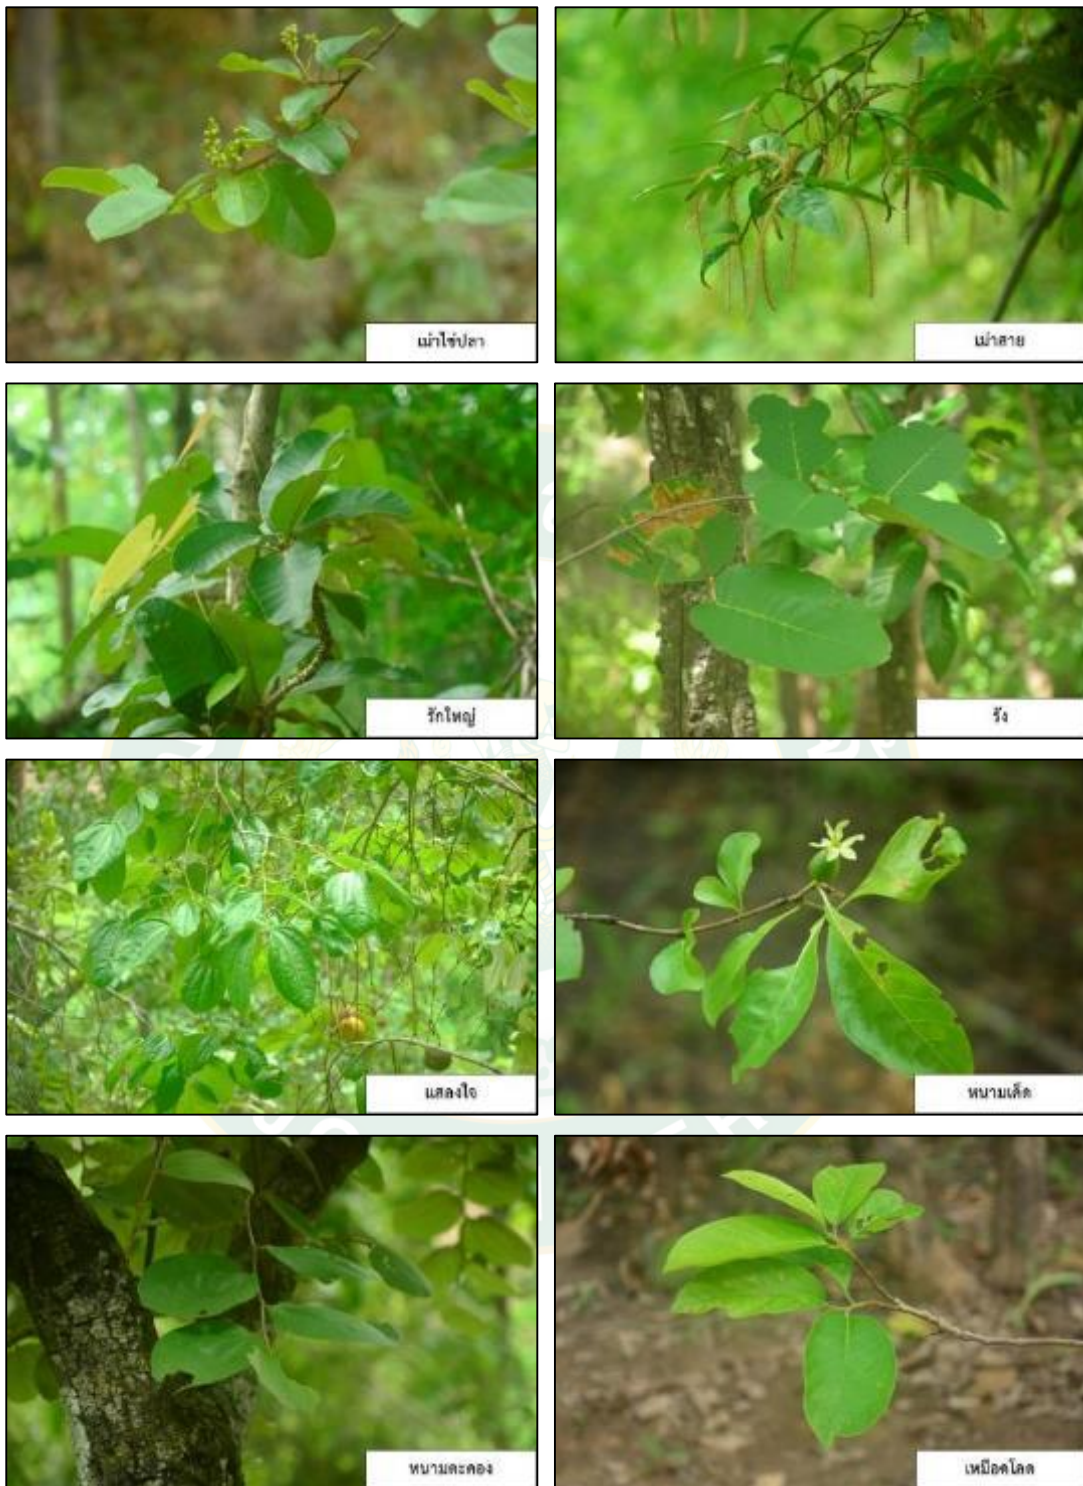 เม่าไข่ปลา
เม่าสาย
รักใหญ่
รัง
แสลงใจ
หนามเค็ด
หนามตะคอง
เหมือดโลด